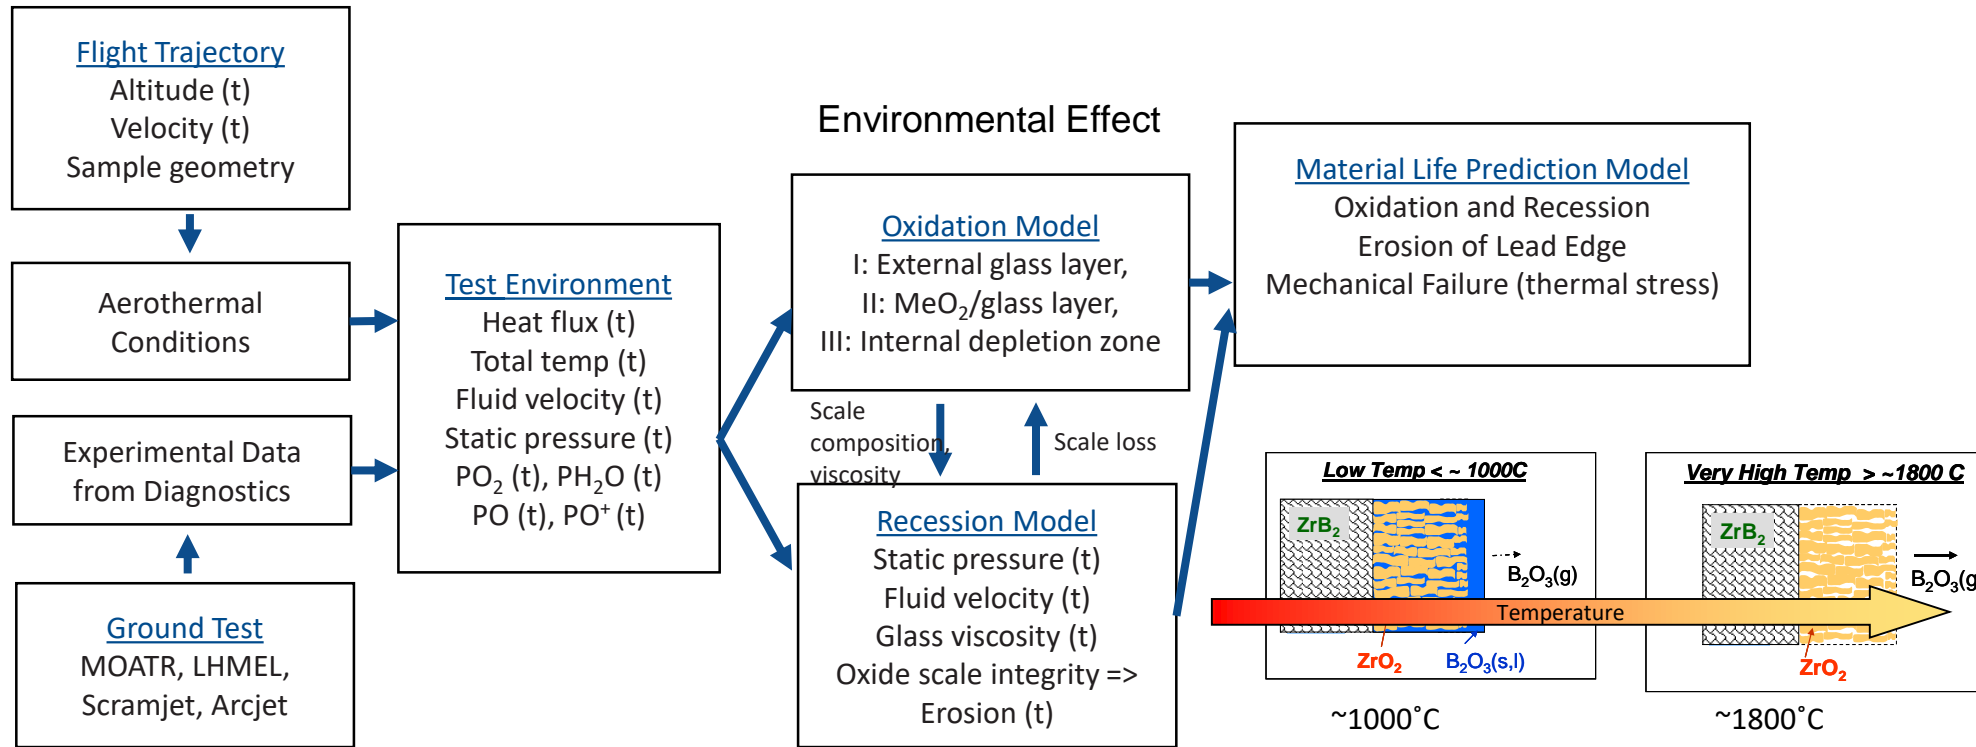 Flight Trajectory
Altitude (t)
Velocity (t)
Sample geometry
Aerothermal
Conditions
Experimental Data
from Diagnostics
Ground Test
MOATR, LHMEL,
Scramjet, Arcjet
Test Environment
Heat flux (t)
Total temp (t)
Fluid velocity (t)
Static pressure (t)
PO₂ (t), PH₂O (t)
PO (t), PO⁺ (t)
Environmental Effect
Oxidation Model
I: External glass layer,
II: MeO₂/glass layer,
III: Internal depletion zone
Scale
composition,
viscosity
Scale loss
Recession Model
Static pressure (t)
Fluid velocity (t)
Glass viscosity (t)
Oxide scale integrity =>
Erosion (t)
Material Life Prediction Model
Oxidation and Recession
Erosion of Lead Edge
Mechanical Failure (thermal stress)
Low Temp < ~ 1000C
ZrB₂
B₂O₃(g)
ZrO₂
B₂O₃(s,l)
~1000˚C
Temperature
Very High Temp > ~1800 C
ZrB₂
B₂O₃(g
ZrO₂
~1800˚C